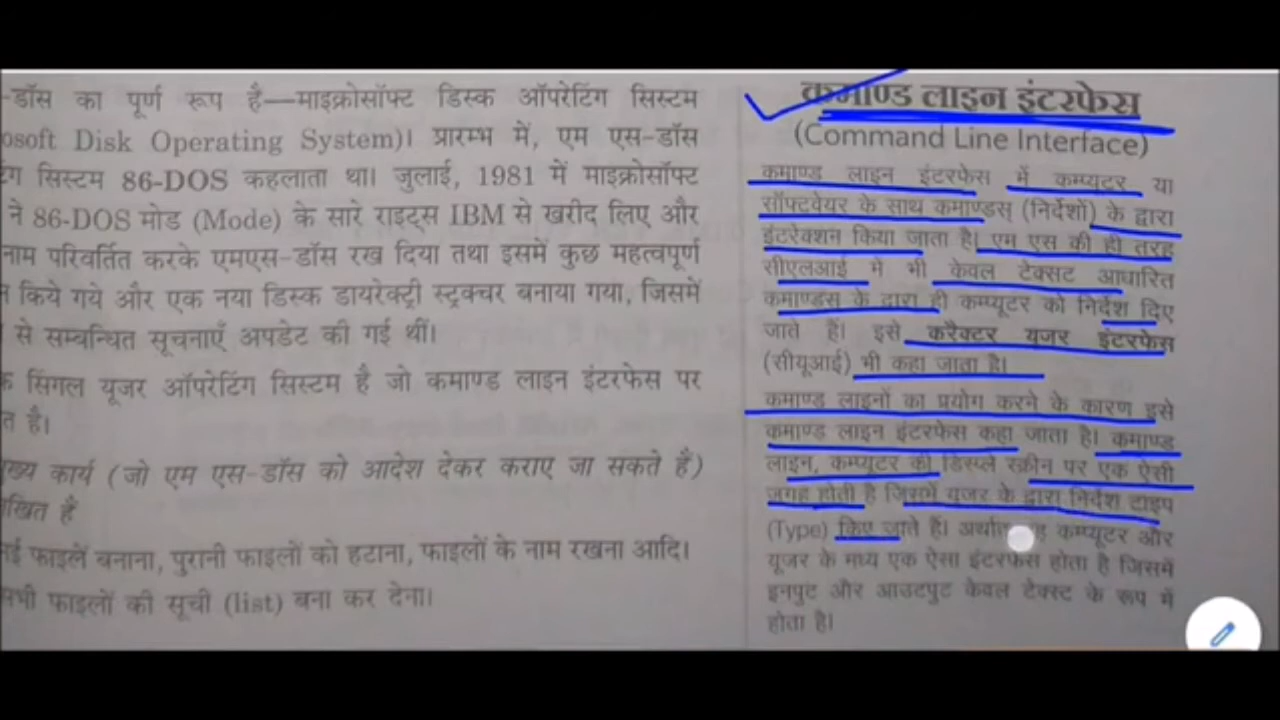 -डॉस का पूर्ण रूप है—माइक्रोसॉफ्ट डिस्क ऑपरेटिंग सिस्टम
osoft Disk Operating System)। प्रारम्भ में, एम एस-डॉस
सिस्टम 86-DOS कहलाता था। जुलाई, 1981 में माइक्रोसॉफ्ट
ने 86-DOS मोड (Mode) के सारे राइट्स IBM से खरीद लिए और
नाम परिवर्तित करके एमएस-डॉस रख दिया तथा इसमें कुछ महत्वपूर्ण
किये गये और एक नया डिस्क डायरेक्ट्री स्ट्रक्चर बनाया गया, जिसमें
से सम्बन्धित सूचनाएँ अपडेट की गई थीं।
सिंगल यूजर ऑपरेटिंग सिस्टम है जो कमाण्ड लाइन इंटरफेस पर
त है।
ख्य कार्य (जो एम एस-डॉस को आदेश देकर कराए जा सकते हैं)
खित हैं
ई फाइलें बनाना, पुरानी फाइलों को हटाना, फाइलों के नाम रखना आदि।
भी फाइलों की सूची (list) बना कर देना।
कमाण्ड लाइन इंटरफेस
(Command Line Interface)
कमाण्ड लाइन इंटरफेस में कम्प्यूटर या
सॉफ्टवेयर के साथ कमाण्डस् (निर्देशों) के द्वारा
इंटरेक्शन किया जाता है। एम एस की ही तरह
सीएलआई में भी केवल टेक्सट आधारित
कमाण्डस के द्वारा ही कम्प्यूटर को निर्देश दिए
जाते हैं। इसे करैक्टर यूजर इंटरफेस
(सीयूआई) भी कहा जाता है।
कमाण्ड लाइनों का प्रयोग करने के कारण इसे
कमाण्ड लाइन इंटरफेस कहा जाता है। कमाण्ड
लाइन, कम्प्यूटर की डिस्प्ले स्क्रीन पर एक ऐसी
जगह होती है जिसमें यूजर के द्वारा निर्देश टाइप
(Type) किए जाते हैं। अर्थात कम्प्यूटर और
यूजर के मध्य एक ऐसा इंटरफेस होता है जिसमें
इनपुट और आउटपुट केवल टेक्स्ट के रूप में
होता है।